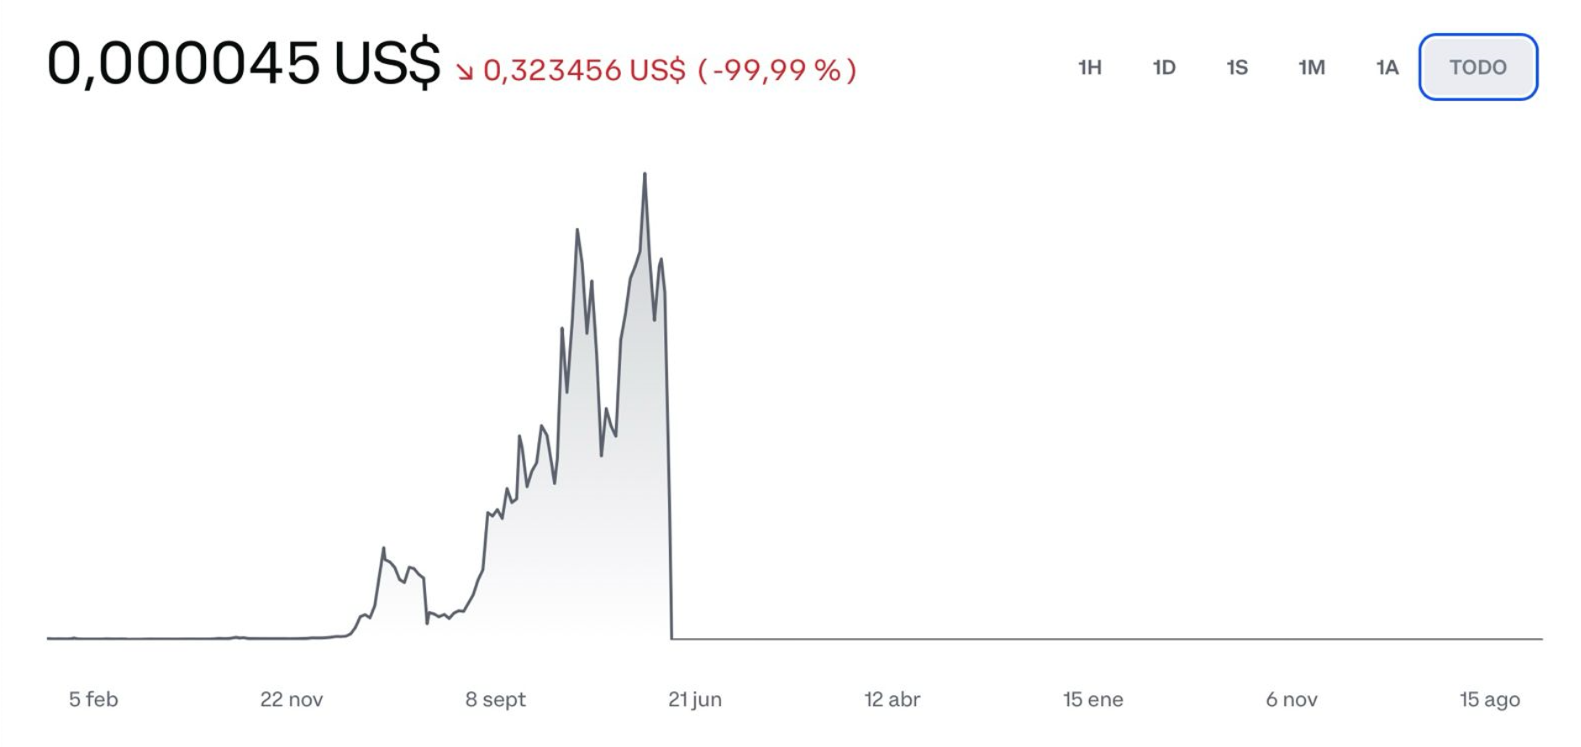 0,000045 US$ ↘ 0,323456 US$ (-99,99 %) 1H 1D 1S 1M 1A TODO
5 feb 22 nov 8 sept 21 jun 12 abr 15 ene 6 nov 15 ago